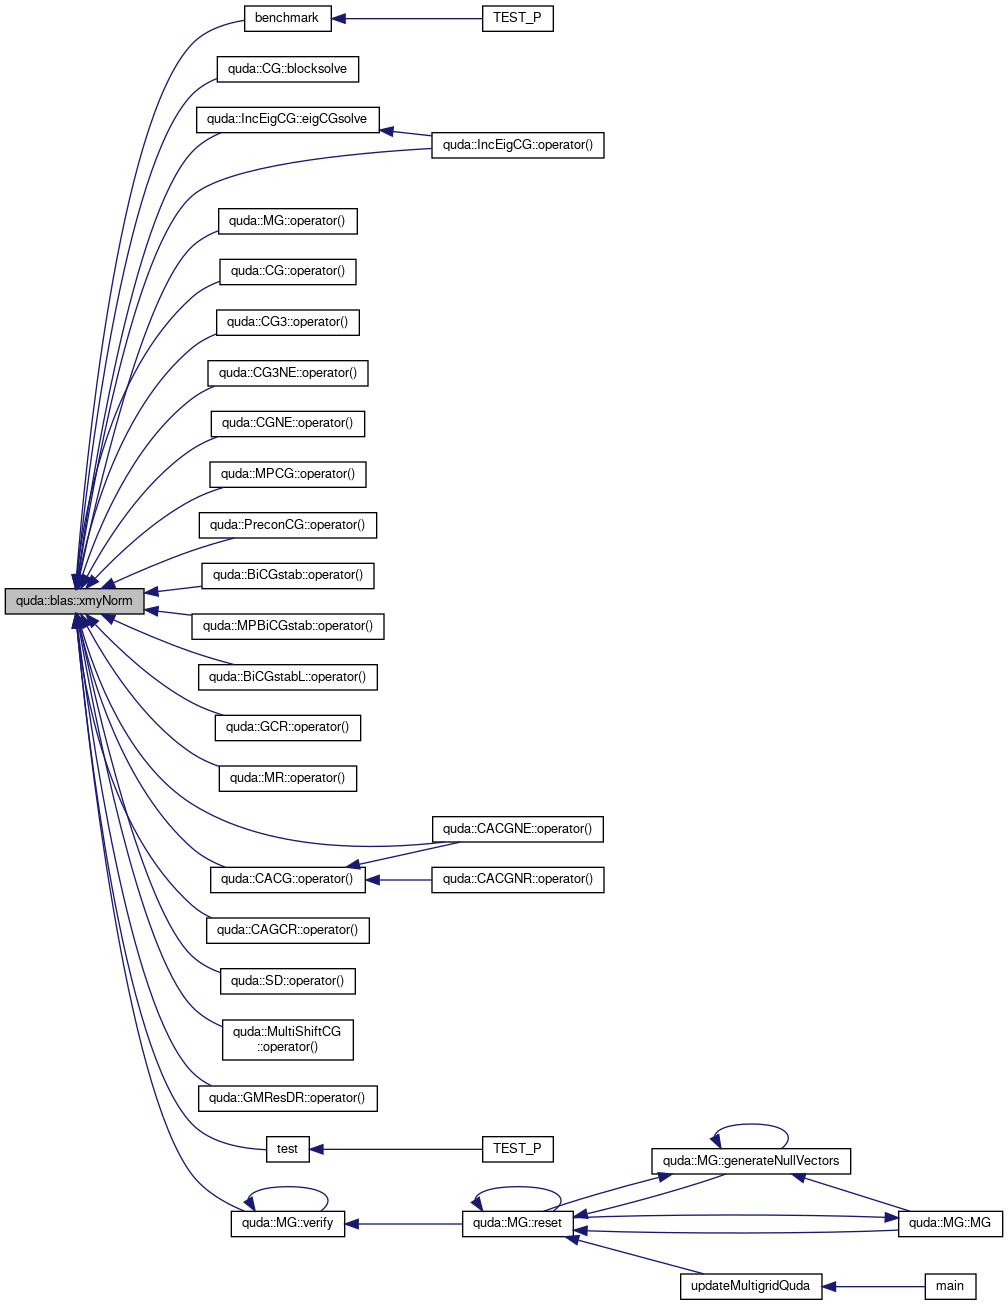 benchmark
TEST_P
quda::CG::blocksolve
quda::IncEigCG::eigCGsolve
quda::IncEigCG::operator()
quda::MG::operator()
quda::CG::operator()
quda::CG3::operator()
quda::CG3NE::operator()
quda::CGNE::operator()
quda::MPCG::operator()
quda::PreconCG::operator()
quda::BiCGstab::operator()
quda::blas::xmyNorm
quda::MPBiCGstab::operator()
quda::BiCGstabL::operator()
quda::GCR::operator()
quda::MR::operator()
quda::CACGNE::operator()
quda::CACG::operator()
quda::CACGNR::operator()
quda::CAGCR::operator()
quda::SD::operator()
quda::MultiShiftCG
::operator()
quda::GMResDR::operator()
test
TEST_P
quda::MG::generateNullVectors
quda::MG::verify
quda::MG::reset
quda::MG::MG
updateMultigridQuda
main